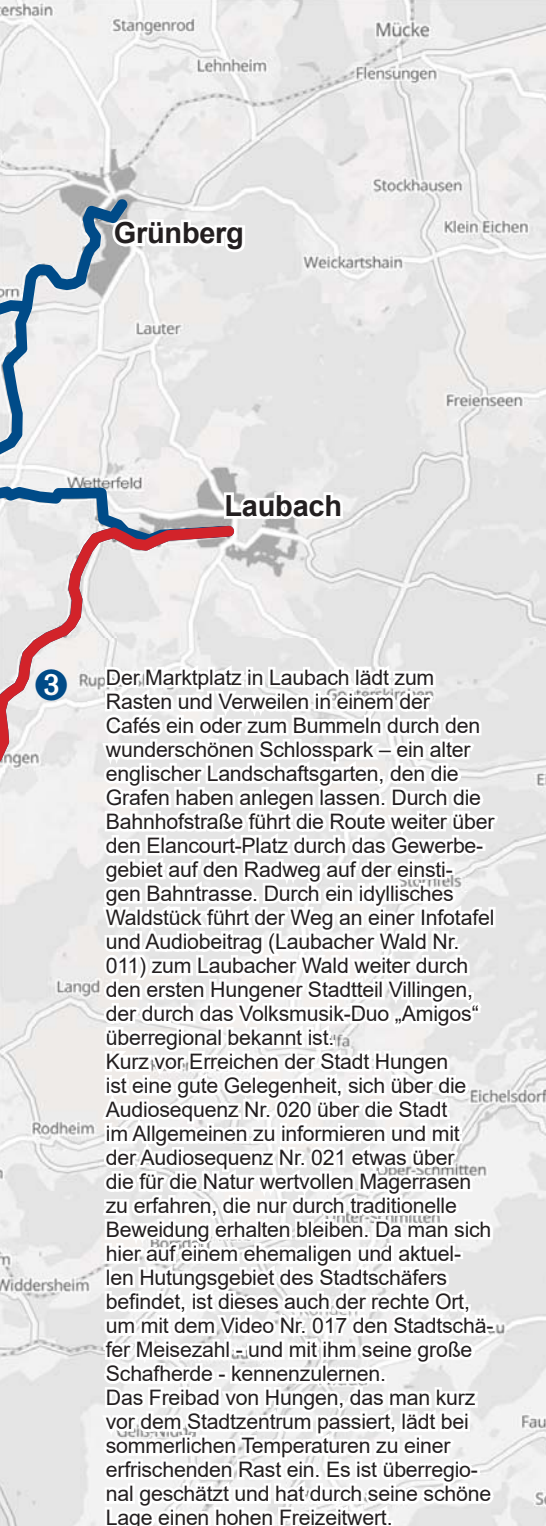 Stangenrod
Mücke
Lehnheim
Flensungen
Stockhausen
Grünberg
Klein Eichen
Weickartshain
Lauter
Freienseen
Wetterfeld
Laubach
3
Der Marktplatz in Laubach lädt zum
Rasten und Verweilen in einem der
Cafés ein oder zum Bummeln durch den
wunderschönen Schlosspark – ein alter
englischer Landschaftsgarten, den die
Grafen haben anlegen lassen. Durch die
Bahnhofstraße führt die Route weiter über
den Elancourt-Platz durch das Gewerbe-
gebiet auf den Radweg auf der einsti-
gen Bahntrasse. Durch ein idyllisches
Waldstück führt der Weg an einer Infotafel
und Audiobeitrag (Laubacher Wald Nr.
011) zum Laubacher Wald weiter durch
den ersten Hungener Stadtteil Villingen,
der durch das Volksmusik-Duo „Amigos“
überregional bekannt ist.
Kurz vor Erreichen der Stadt Hungen
ist eine gute Gelegenheit, sich über die
Audiosequenz Nr. 020 über die Stadt
im Allgemeinen zu informieren und mit
der Audiosequenz Nr. 021 etwas über
die für die Natur wertvollen Magerrasen
zu erfahren, die nur durch traditionelle
Beweidung erhalten bleiben. Da man sich
hier auf einem ehemaligen und aktuel-
len Hutungsgebiet des Stadtschäfers
befindet, ist dieses auch der rechte Ort,
um mit dem Video Nr. 017 den Stadtschä-
fer Meisezahl - und mit ihm seine große
Schafherde - kennenzulernen.
Das Freibad von Hungen, das man kurz
vor dem Stadtzentrum passiert, lädt bei
sommerlichen Temperaturen zu einer
erfrischenden Rast ein. Es ist überregio-
nal geschätzt und hat durch seine schöne
Lage einen hohen Freizeitwert.
Langd
Rodheim
Eichelsdorf
Widdersheim